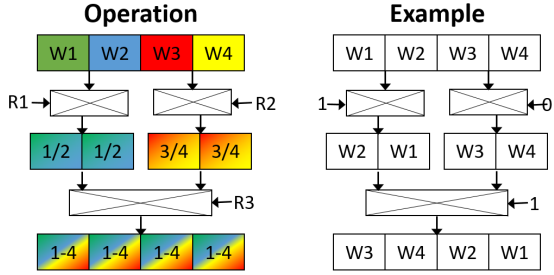 Operation
Example
W1 W2 W3 W4
W1 W2 W3 W4
R1
R2
1
0
1/2 1/2
3/4 3/4
W2 W1
W3 W4
R3
1
1-4 1-4 1-4 1-4
W3 W4 W2 W1